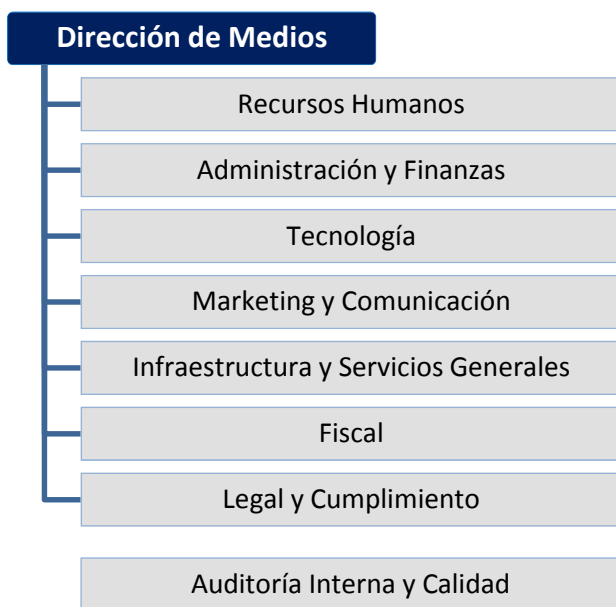 Dirección de Medios
Recursos Humanos
Administración y Finanzas
Tecnología
Marketing y Comunicación
Infraestructura y Servicios Generales
Fiscal
Legal y Cumplimiento
Auditoría Interna y Calidad